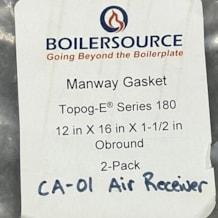 BOILERSOURCE
Going Beyond the Boilerplate
Manway Gasket
Topog-E® Series 180
12 in X 16 in X 1-1/2 in
Obround
2-Pack
CA-01 Air Receiver